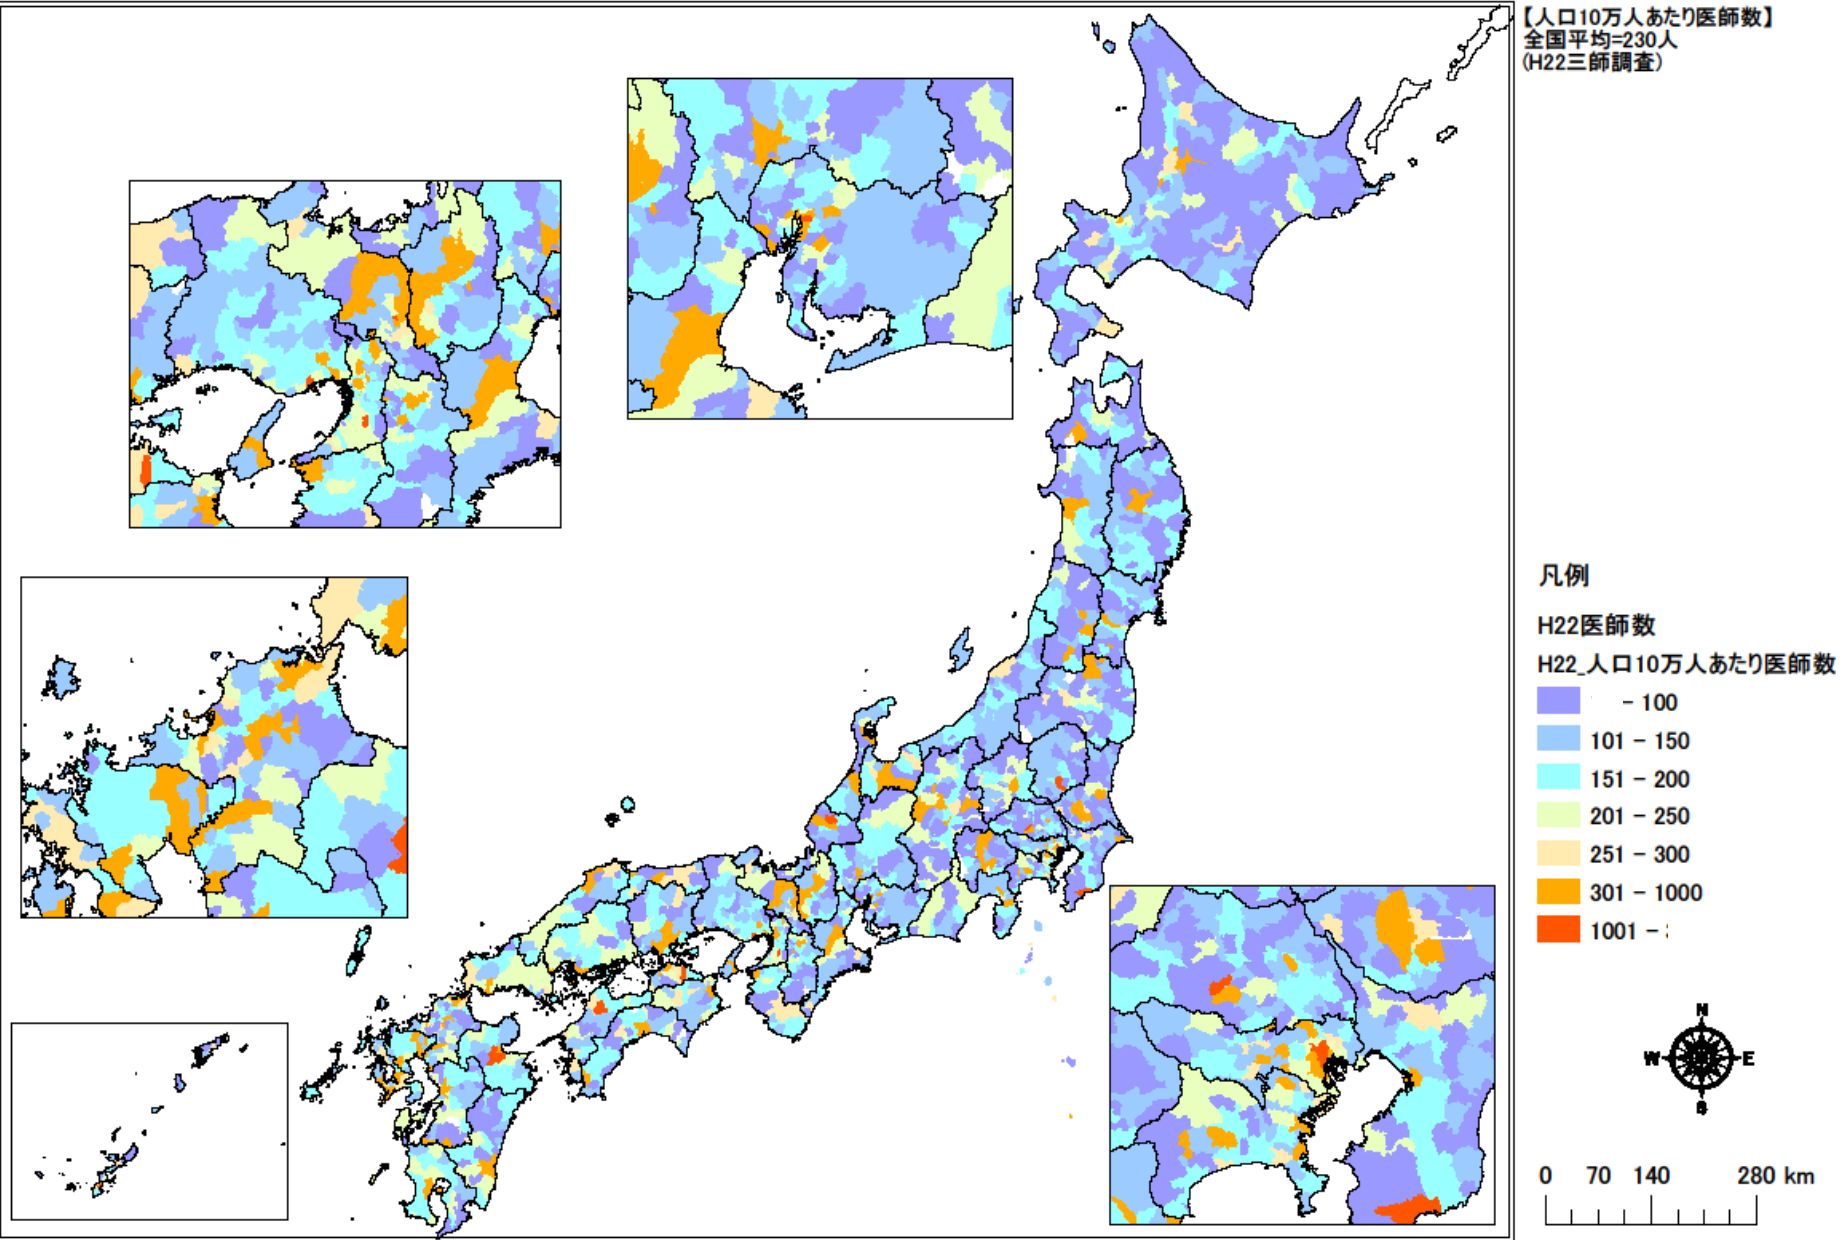 【人口10万人あたり医師数】
全国平均=230人
(H22三師調査)
凡例
H22医師数
H22_人口10万人あたり医師数
- 100
101 - 150
151 - 200
201 - 250
251 - 300
301 - 1000
1001 -
N
W E
S
0 70 140 280 km